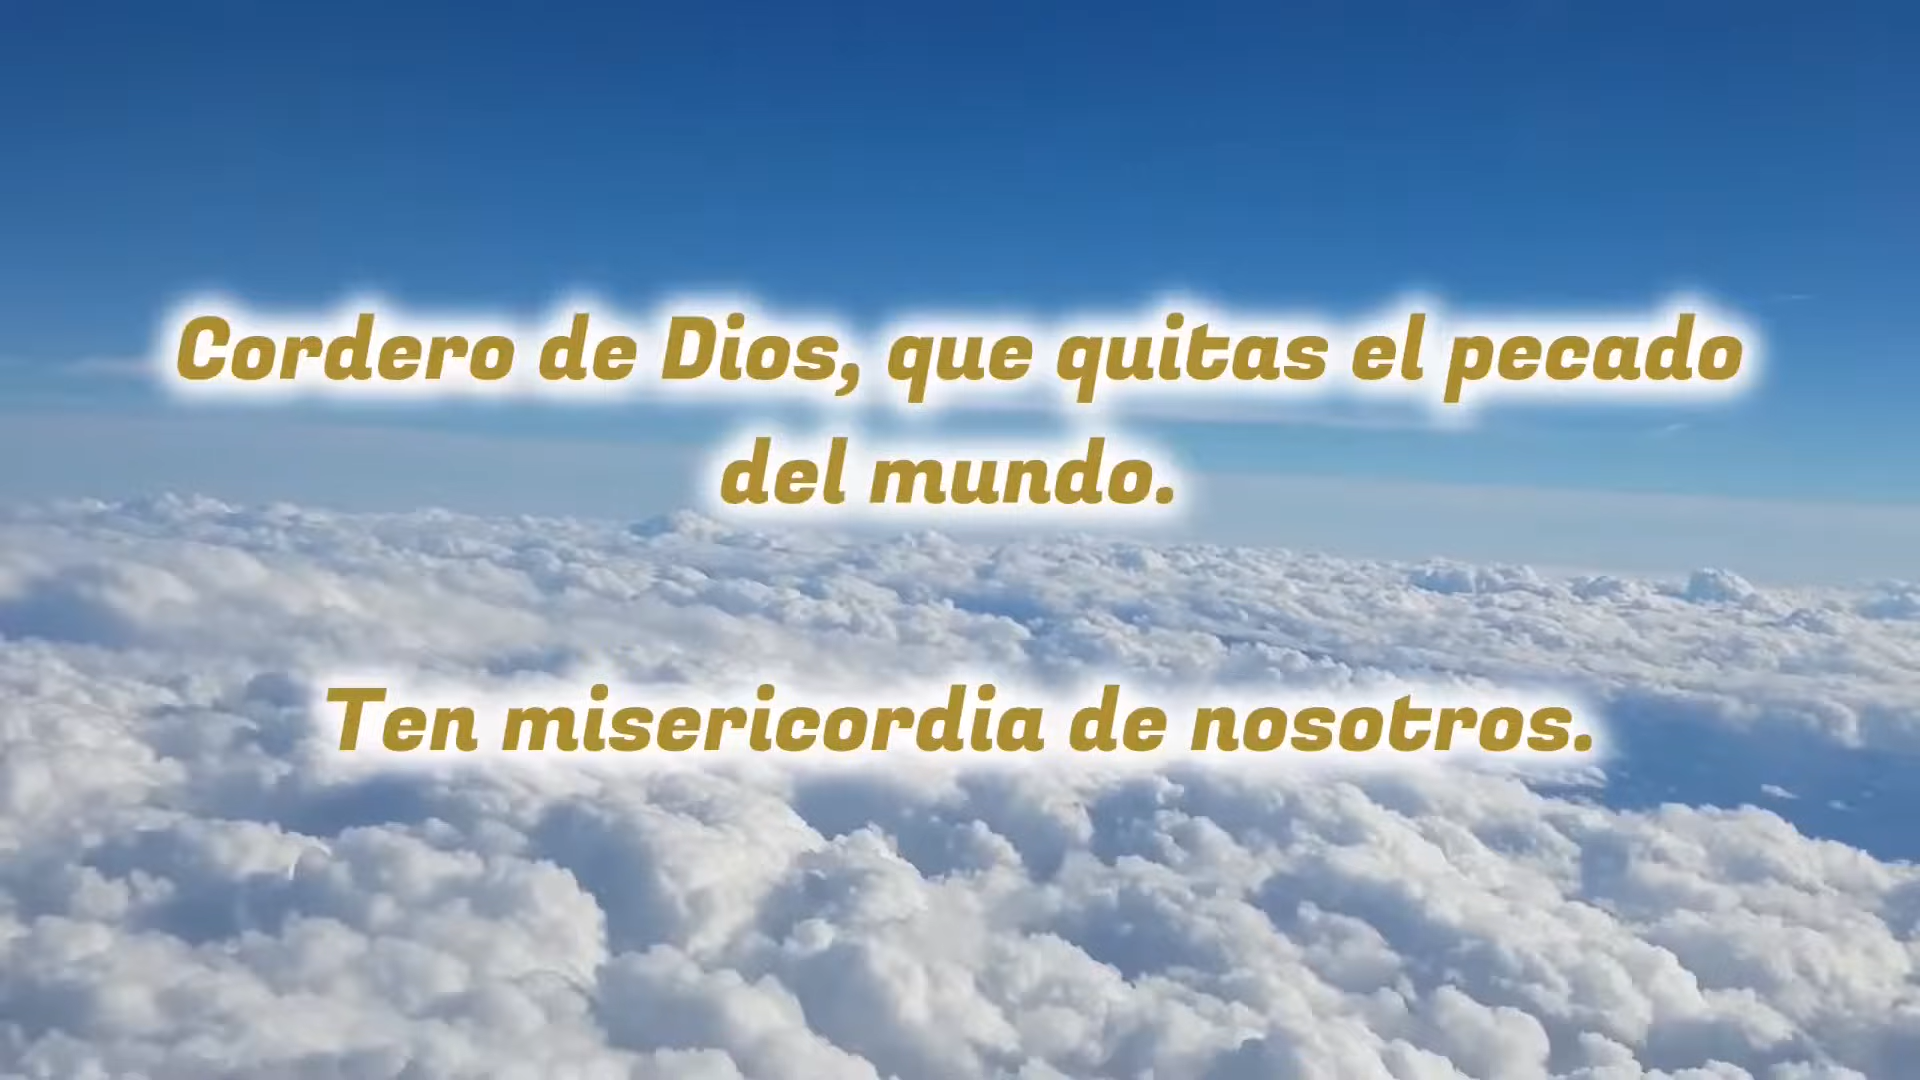 Cordero de Dios, que quitas el pecado
del mundo.
Ten misericordia de nosotros.